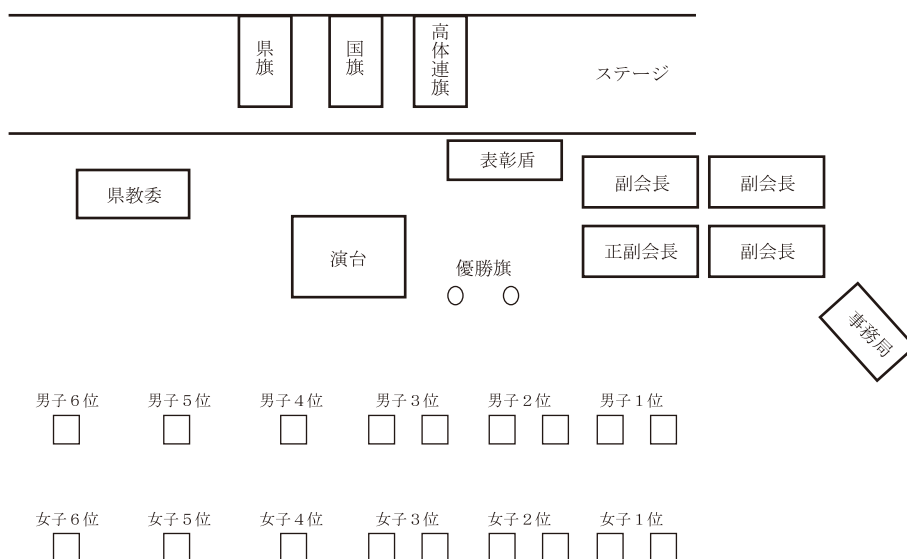 県旗
国旗
高体連旗
ステージ
表彰盾
副会長
副会長
県教委
正副会長
副会長
演台
優勝旗
事務局
男子６位
男子５位
男子４位
男子３位
男子２位
男子１位
女子６位
女子５位
女子４位
女子３位
女子２位
女子１位